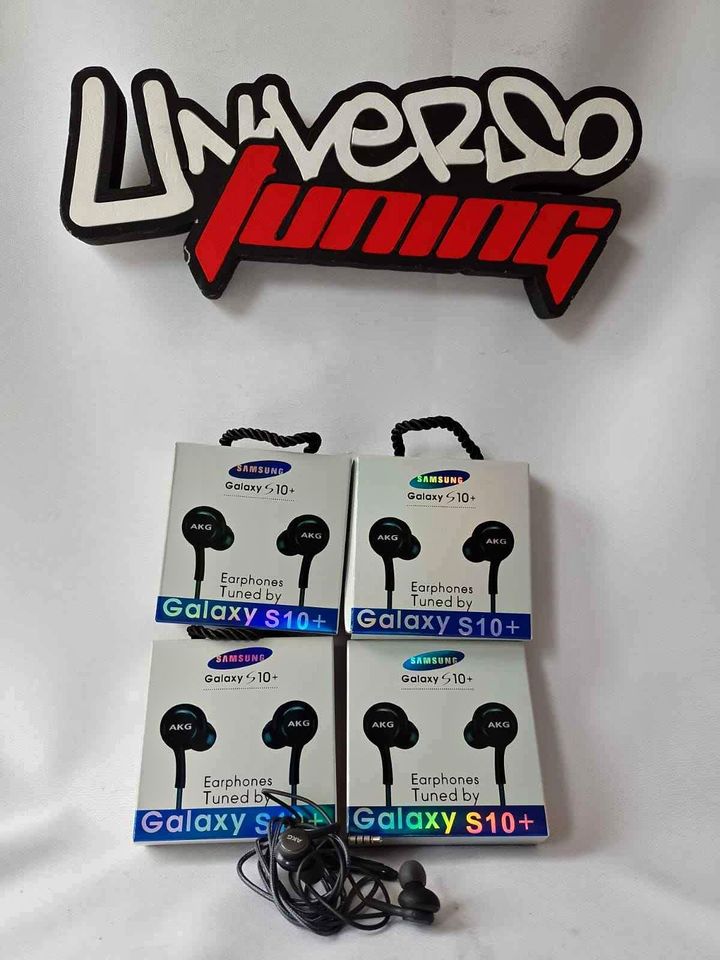 UNIVERSO
TUNING
SAMSUNG
Galaxy S10+
AKG
AKG
Earphones
Tuned by
Galaxy S10+
SAMSUNG
Galaxy S10+
AKG
AKG
Earphones
Tuned by
Galaxy S10+
SAMSUNG
Galaxy S10+
AKG
AKG
Earphones
Tuned by
Galaxy S10+
SAMSUNG
Galaxy S10+
AKG
AKG
Earphones
Tuned by
Galaxy S10+
AKG